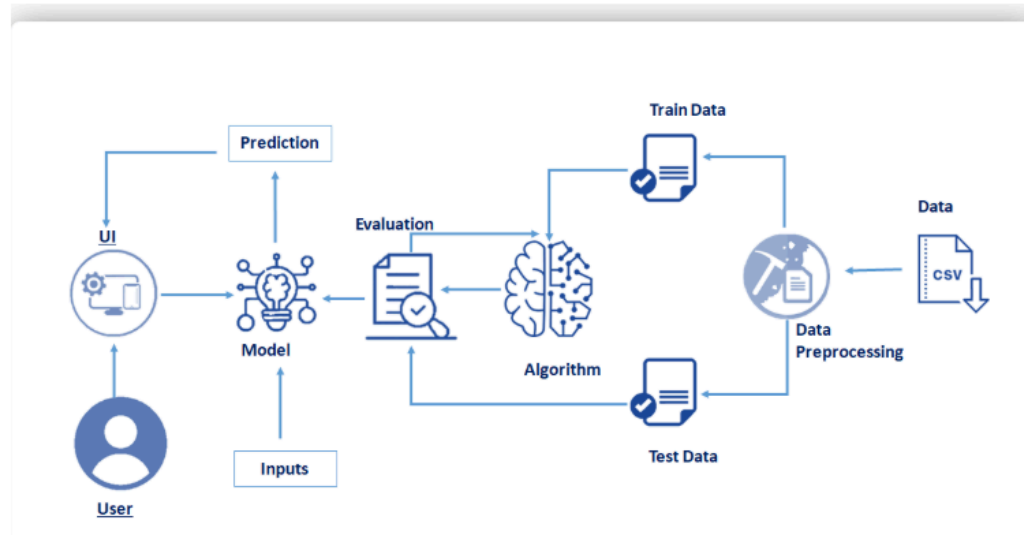 Train Data
Prediction
Data
Evaluation
UI
CSV
Data
Preprocessing
Model
Algorithm
Test Data
Inputs
User